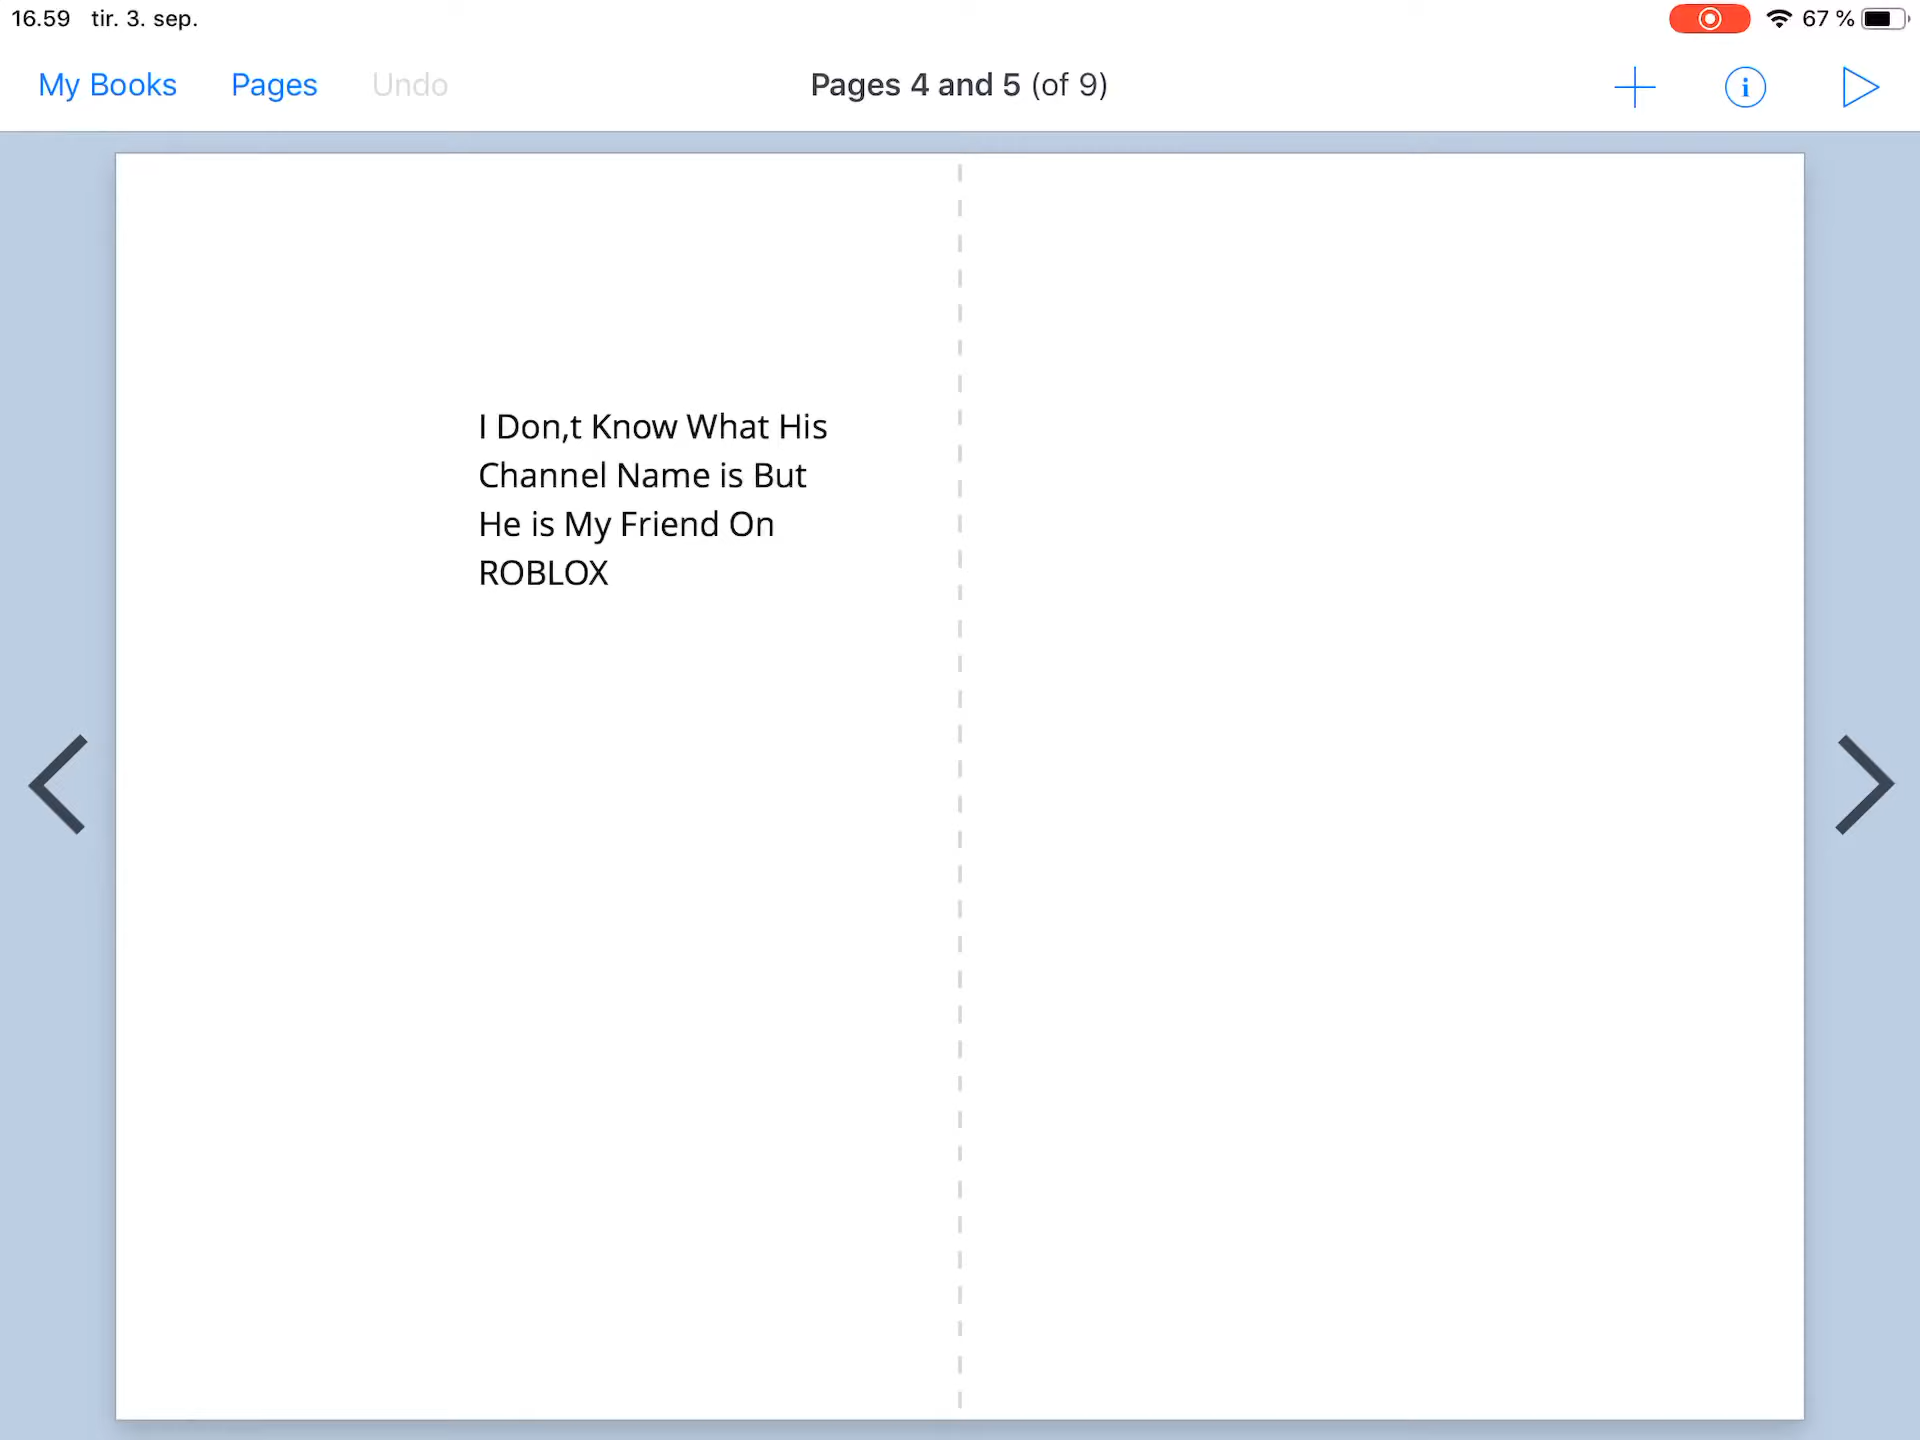 16.59 tir. 3. sep.
67 %
My Books Pages Undo Pages 4 and 5 (of 9)
I Don,t Know What His
Channel Name is But
He is My Friend On
ROBLOX